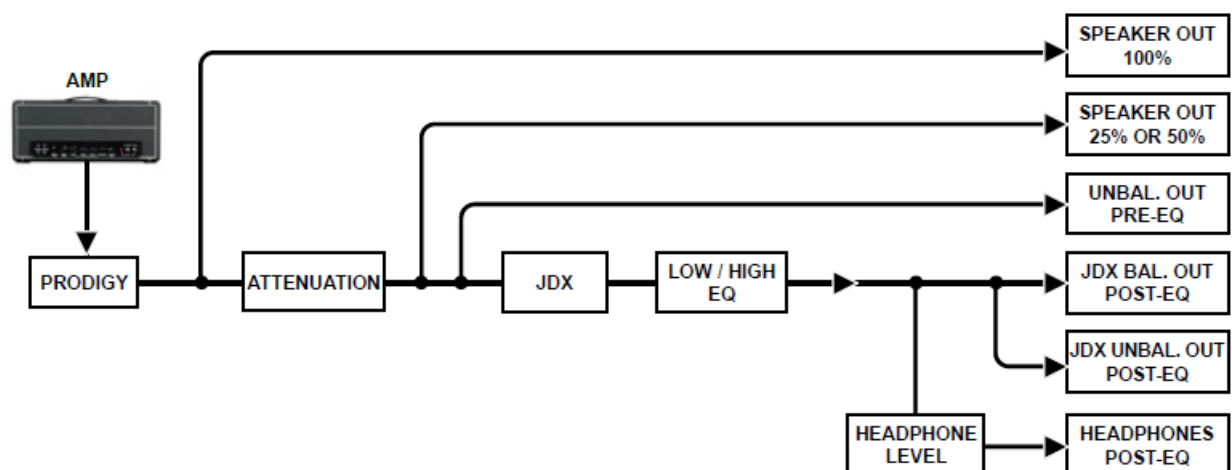 AMP
PRODIGY
ATTENUATION
JDX
LOW / HIGH
EQ
HEADPHONE
LEVEL
SPEAKER OUT
100%
SPEAKER OUT
25% OR 50%
UNBAL. OUT
PRE-EQ
JDX BAL. OUT
POST-EQ
JDX UNBAL. OUT
POST-EQ
HEADPHONES
POST-EQ